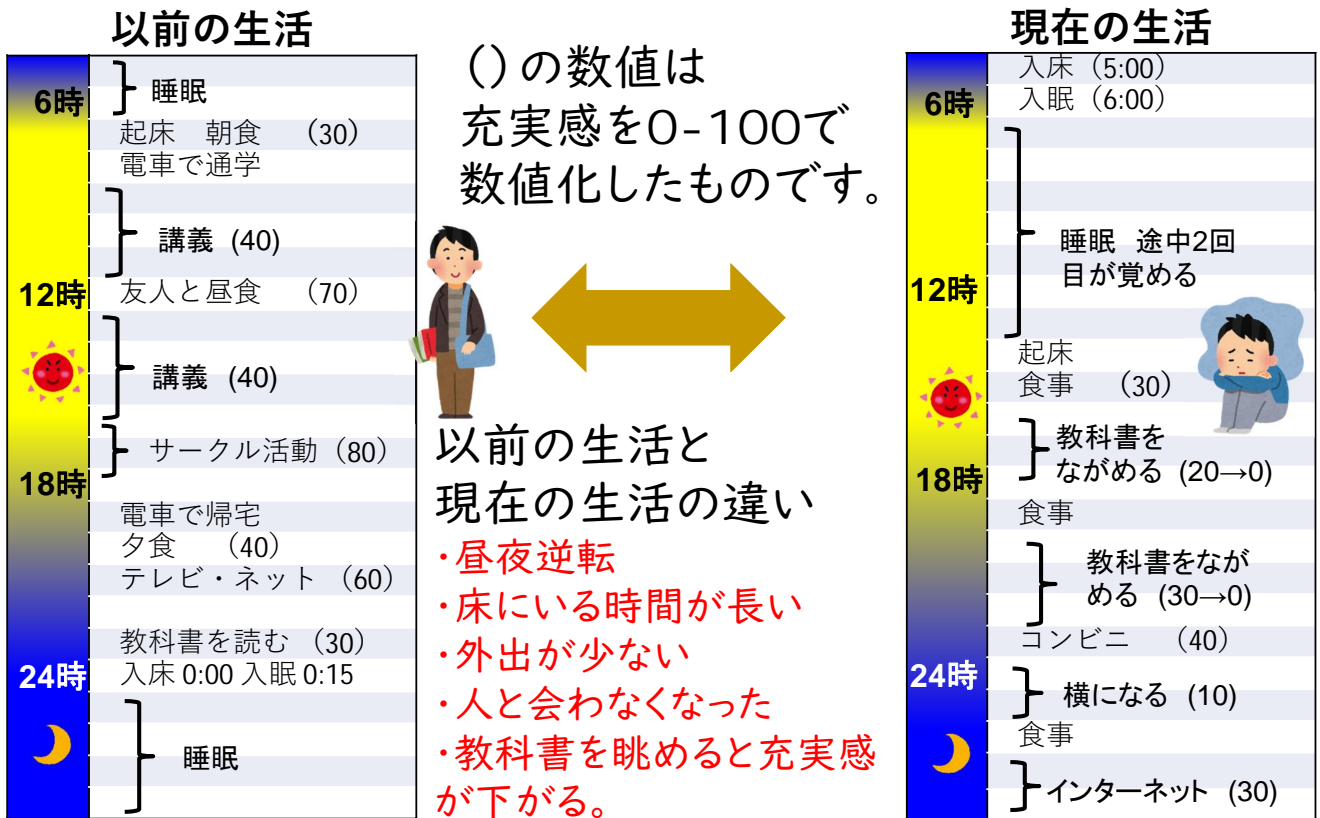 以前の生活
睡眠
6時
起床　朝食　（30）
電車で通学
講義 (40)
12時
友人と昼食　（70）
講義 (40)
サークル活動（80）
18時
電車で帰宅
夕食　（40）
テレビ・ネット（60）
教科書を読む（30）
24時
入床 0:00 入眠 0:15
睡眠
（）の数値は
充実感を0-100で
数値化したものです。
以前の生活と
現在の生活の違い
・昼夜逆転
・床にいる時間が長い
・外出が少ない
・人と会わなくなった
・教科書を眺めると充実感
が下がる。
現在の生活
入床（5:00）
6時
入眠（6:00）
睡眠　途中2回
目が覚める
12時
起床
食事　（30）
教科書を
ながめる (20→0)
18時
食事
教科書をなが
める (30→0)
コンビニ　（40）
24時
横になる (10)
食事
インターネット (30)